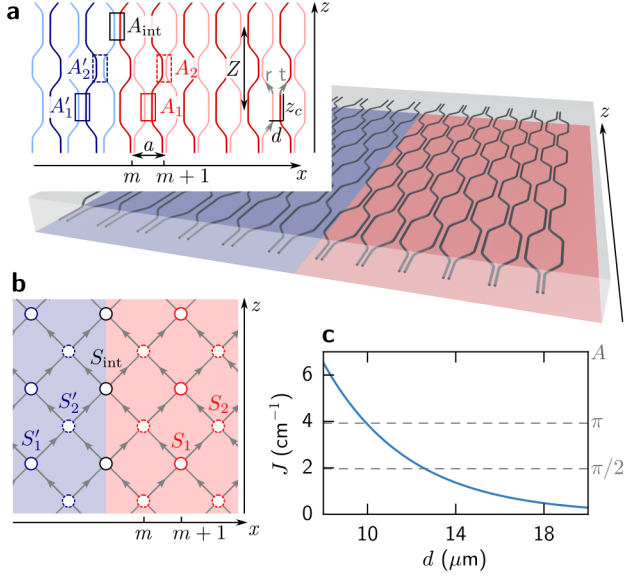 a
z
A_int
A'_2
A_2
Z
r t
A'_1
A_1
z_c
d
a
m
m + 1
x
z
b
z
S_int
S'_2
S_2
S'_1
S_1
m
m + 1
x
c
A
6
4
π
2
π/2
0
J (cm⁻¹)
10
14
18
d (μm)